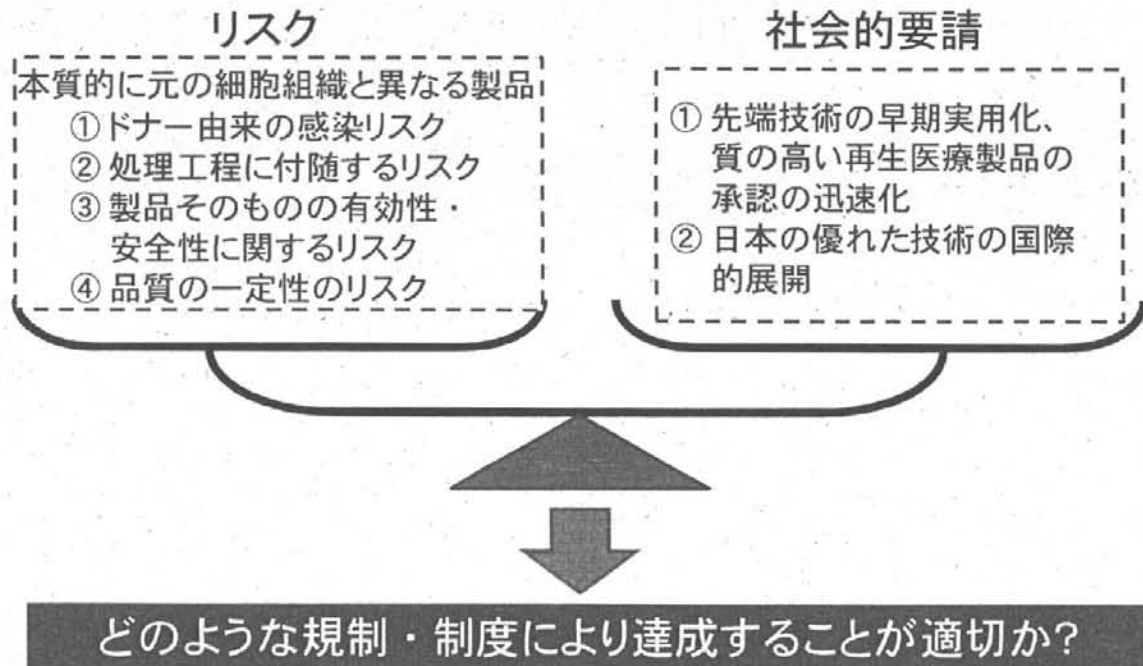 リスク
本質的に元の細胞組織と異なる製品
① ドナー由来の感染リスク
② 処理工程に付随するリスク
③ 製品そのものの有効性・
安全性に関するリスク
④ 品質の一定性のリスク
社会的要請
① 先端技術の早期実用化、
質の高い再生医療製品の
承認の迅速化
② 日本の優れた技術の国際
的展開
どのような規制・制度により達成することが適切か?